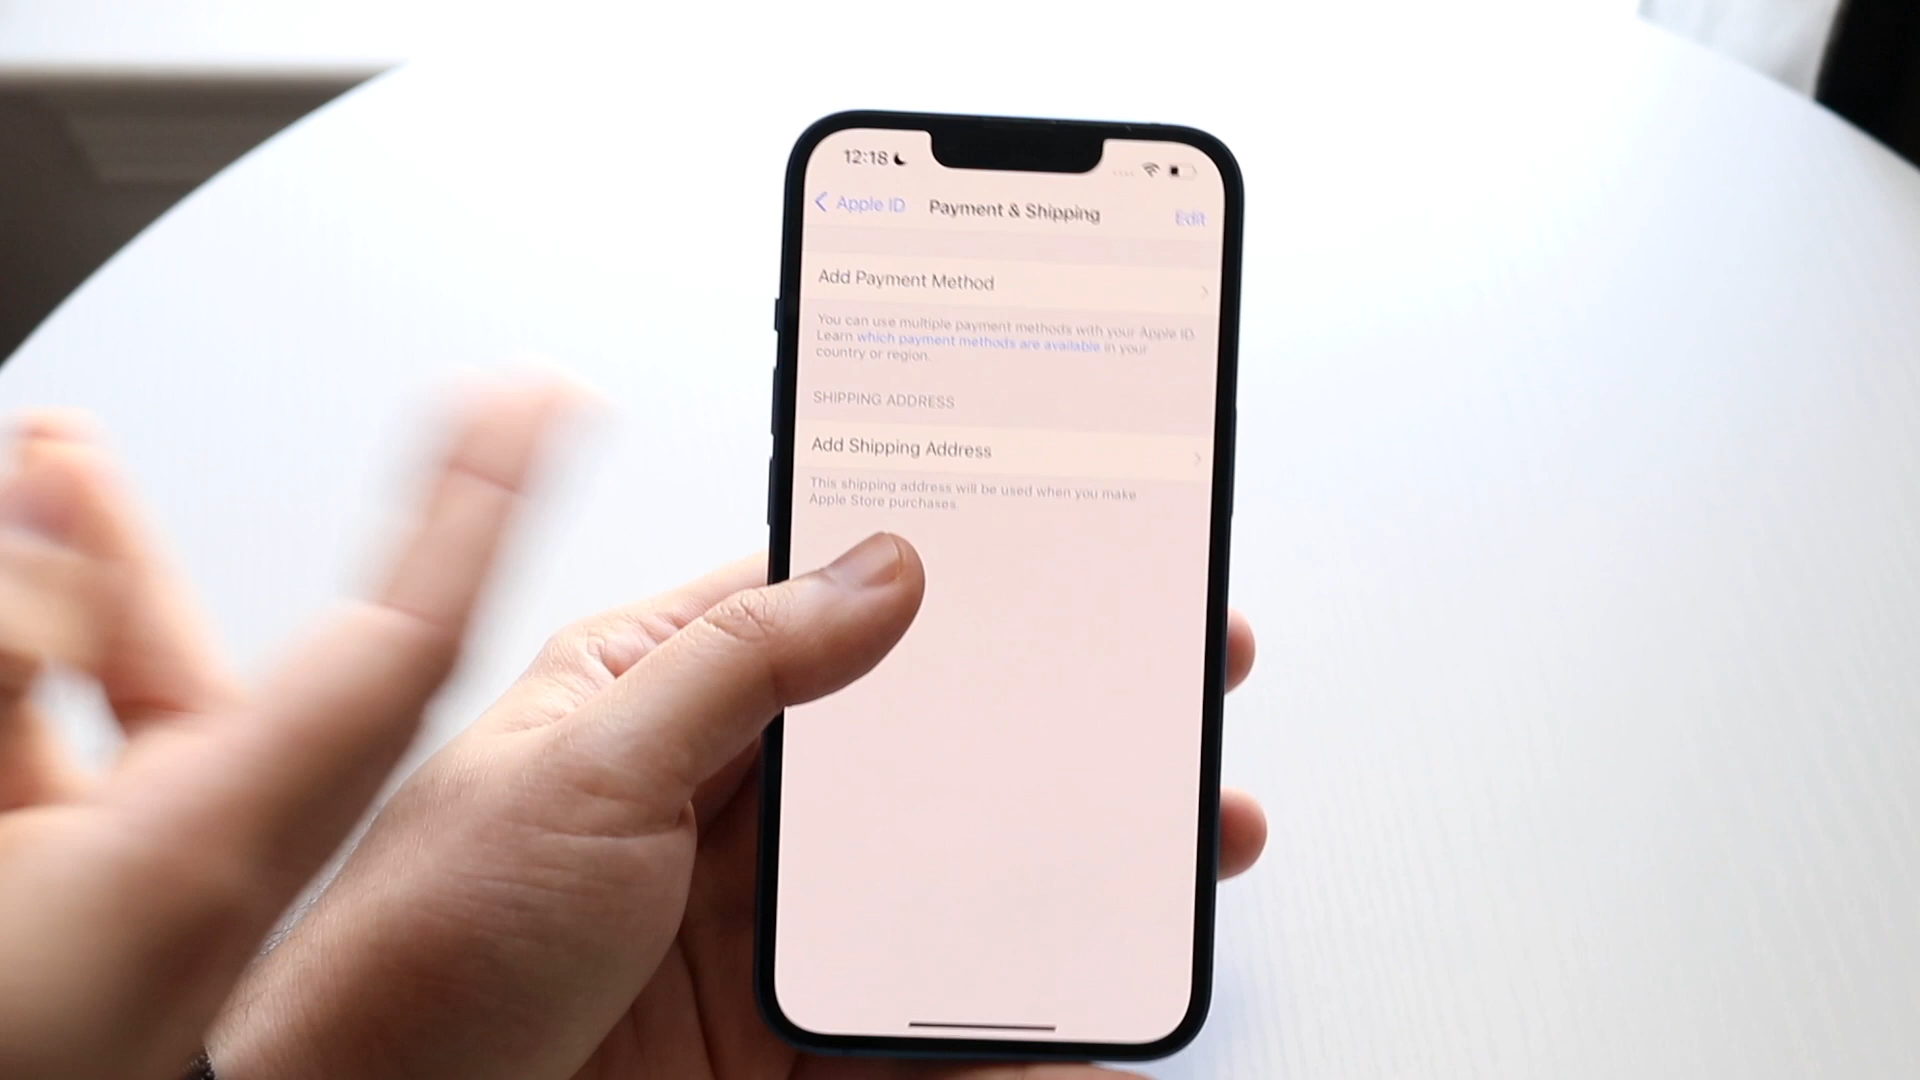 12:18
Apple ID Payment & Shipping Edit
Add Payment Method
You can use multiple payment methods with your Apple ID.
Learn which payment methods are available in your
country or region.
SHIPPING ADDRESS
Add Shipping Address
This shipping address will be used when you make
Apple Store purchases.